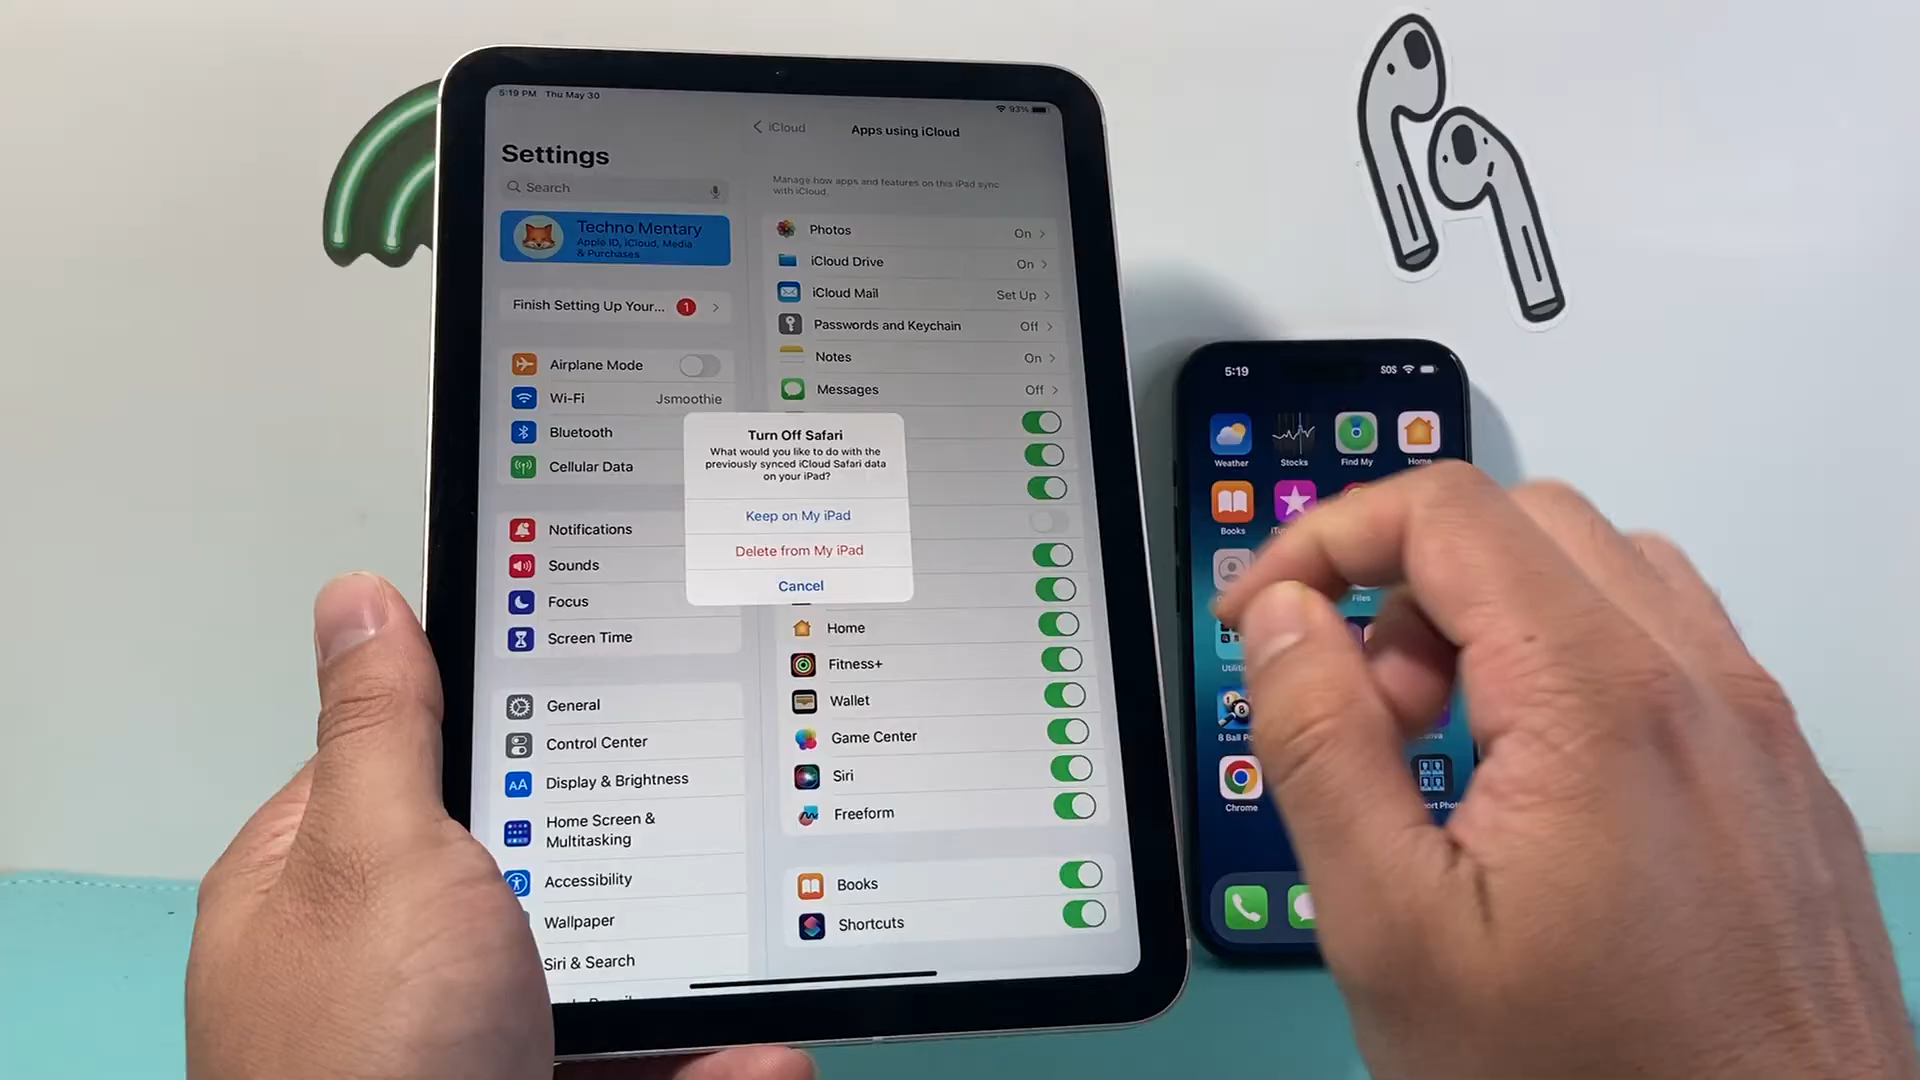 5:19 PM Thu May 30
93%
Settings
Search
Techno Mentary
Apple ID, iCloud, Media
& Purchases
Finish Setting Up Your... 1
Airplane Mode
Wi-Fi Jsmoothie
Bluetooth
Cellular Data
Notifications
Sounds
Focus
Screen Time
General
Control Center
AA Display & Brightness
Home Screen &
Multitasking
Accessibility
Wallpaper
Siri & Search
iCloud
Apps using iCloud
Manage how apps and features on this iPad sync
with iCloud.
Photos On
iCloud Drive On
iCloud Mail Set Up
Passwords and Keychain Off
Notes On
Messages Off
Turn Off Safari
What would you like to do with the
previously synced iCloud Safari data
on your iPad?
Keep on My iPad
Delete from My iPad
Cancel
Home
Fitness+
Wallet
Game Center
Siri
Freeform
Books
Shortcuts
5:19 SOS
Weather Stocks Find My Home
Books
Files
8 Ball
Chrome